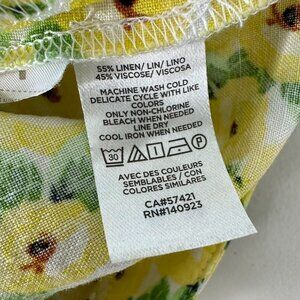 55% LINEN/ LIN/ LINO
45% VISCOSE/ VISCOSA
MACHINE WASH COLD
DELICATE CYCLE WITH LIKE
COLORS
ONLY NON-CHLORINE
BLEACH WHEN NEEDED
LINE DRY
COOL IRON WHEN NEEDED
30
AVEC DES COULEURS
SEMBLABLES / CON
COLORES SIMILARES
CA#57421
RN#140923